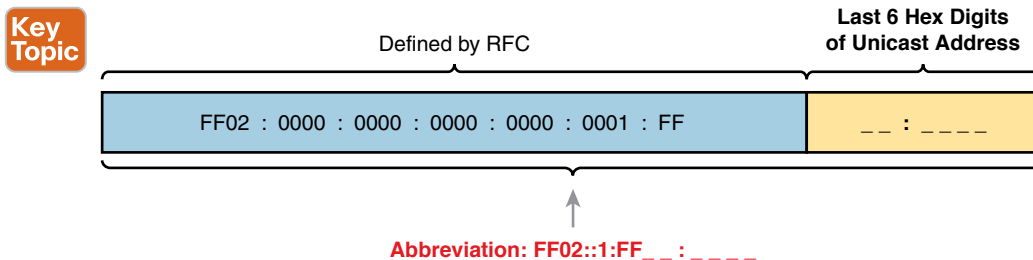 Key
Topic
Defined by RFC
Last 6 Hex Digits
of Unicast Address
FF02 : 0000 : 0000 : 0000 : 0000 : 0001 : FF
_ _ : _ _ _ _
Abbreviation: FF02::1:FF_ _ : _ _ _ _